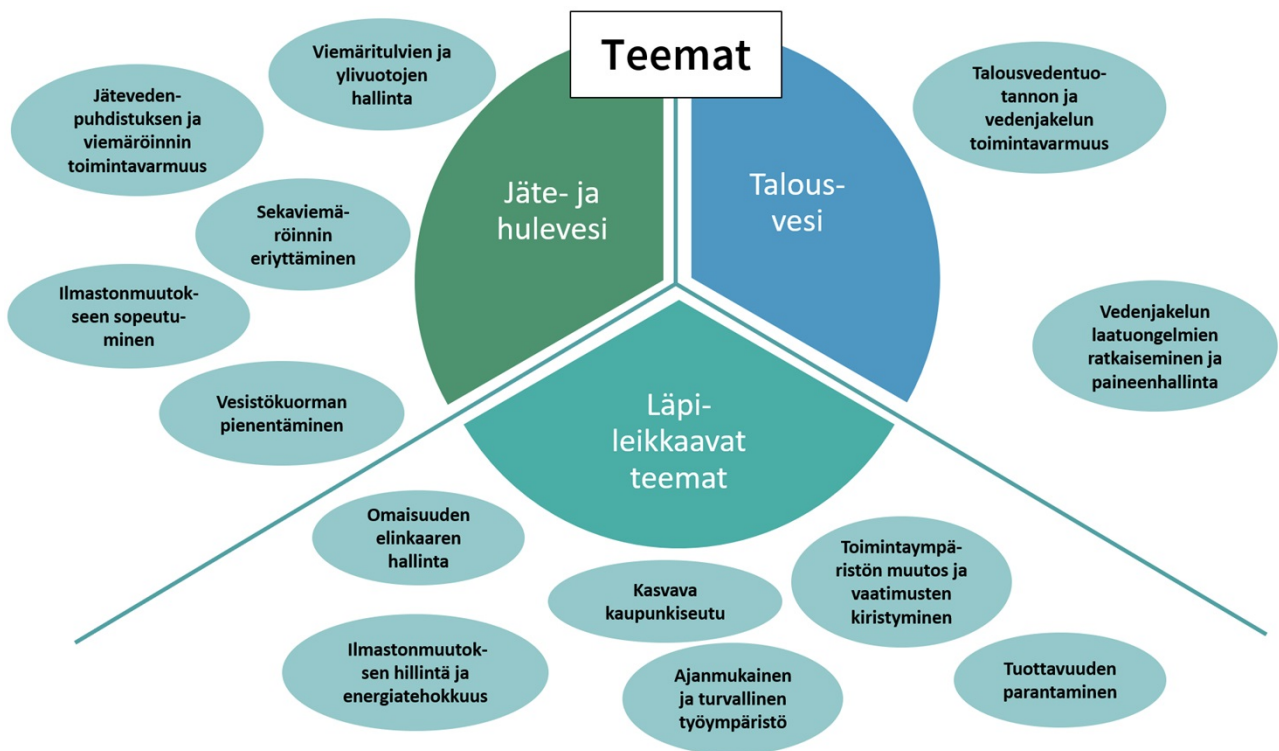 Teemat
Viemäritulvien ja
ylivuotojen
hallinta
Jäteveden-
puhdistuksen ja
viemäröinnin
toimintavarmuus
Sekaviemä-
röinnin
eriyttäminen
Ilmastonmuutok-
seen sopeutu-
minen
Vesistökuorman
pienentäminen
Jäte- ja
hulevesi
Talous-
vesi
Talousvedentuo-
tannon ja
vedenjakelun
toimintavarmuus
Vedenjakelun
laatuongelmien
ratkaiseminen ja
paineenhallinta
Läpi-
leikkaavat
teemat
Omaisuuden
elinkaaren
hallinta
Ilmastonmuutok-
sen hillintä ja
energiatehokkuus
Kasvava
kaupunkiseutu
Ajanmukainen
ja turvallinen
työympäristö
Toimintaympä-
ristön muutos ja
vaatimusten
kiristyminen
Tuottavuuden
parantaminen